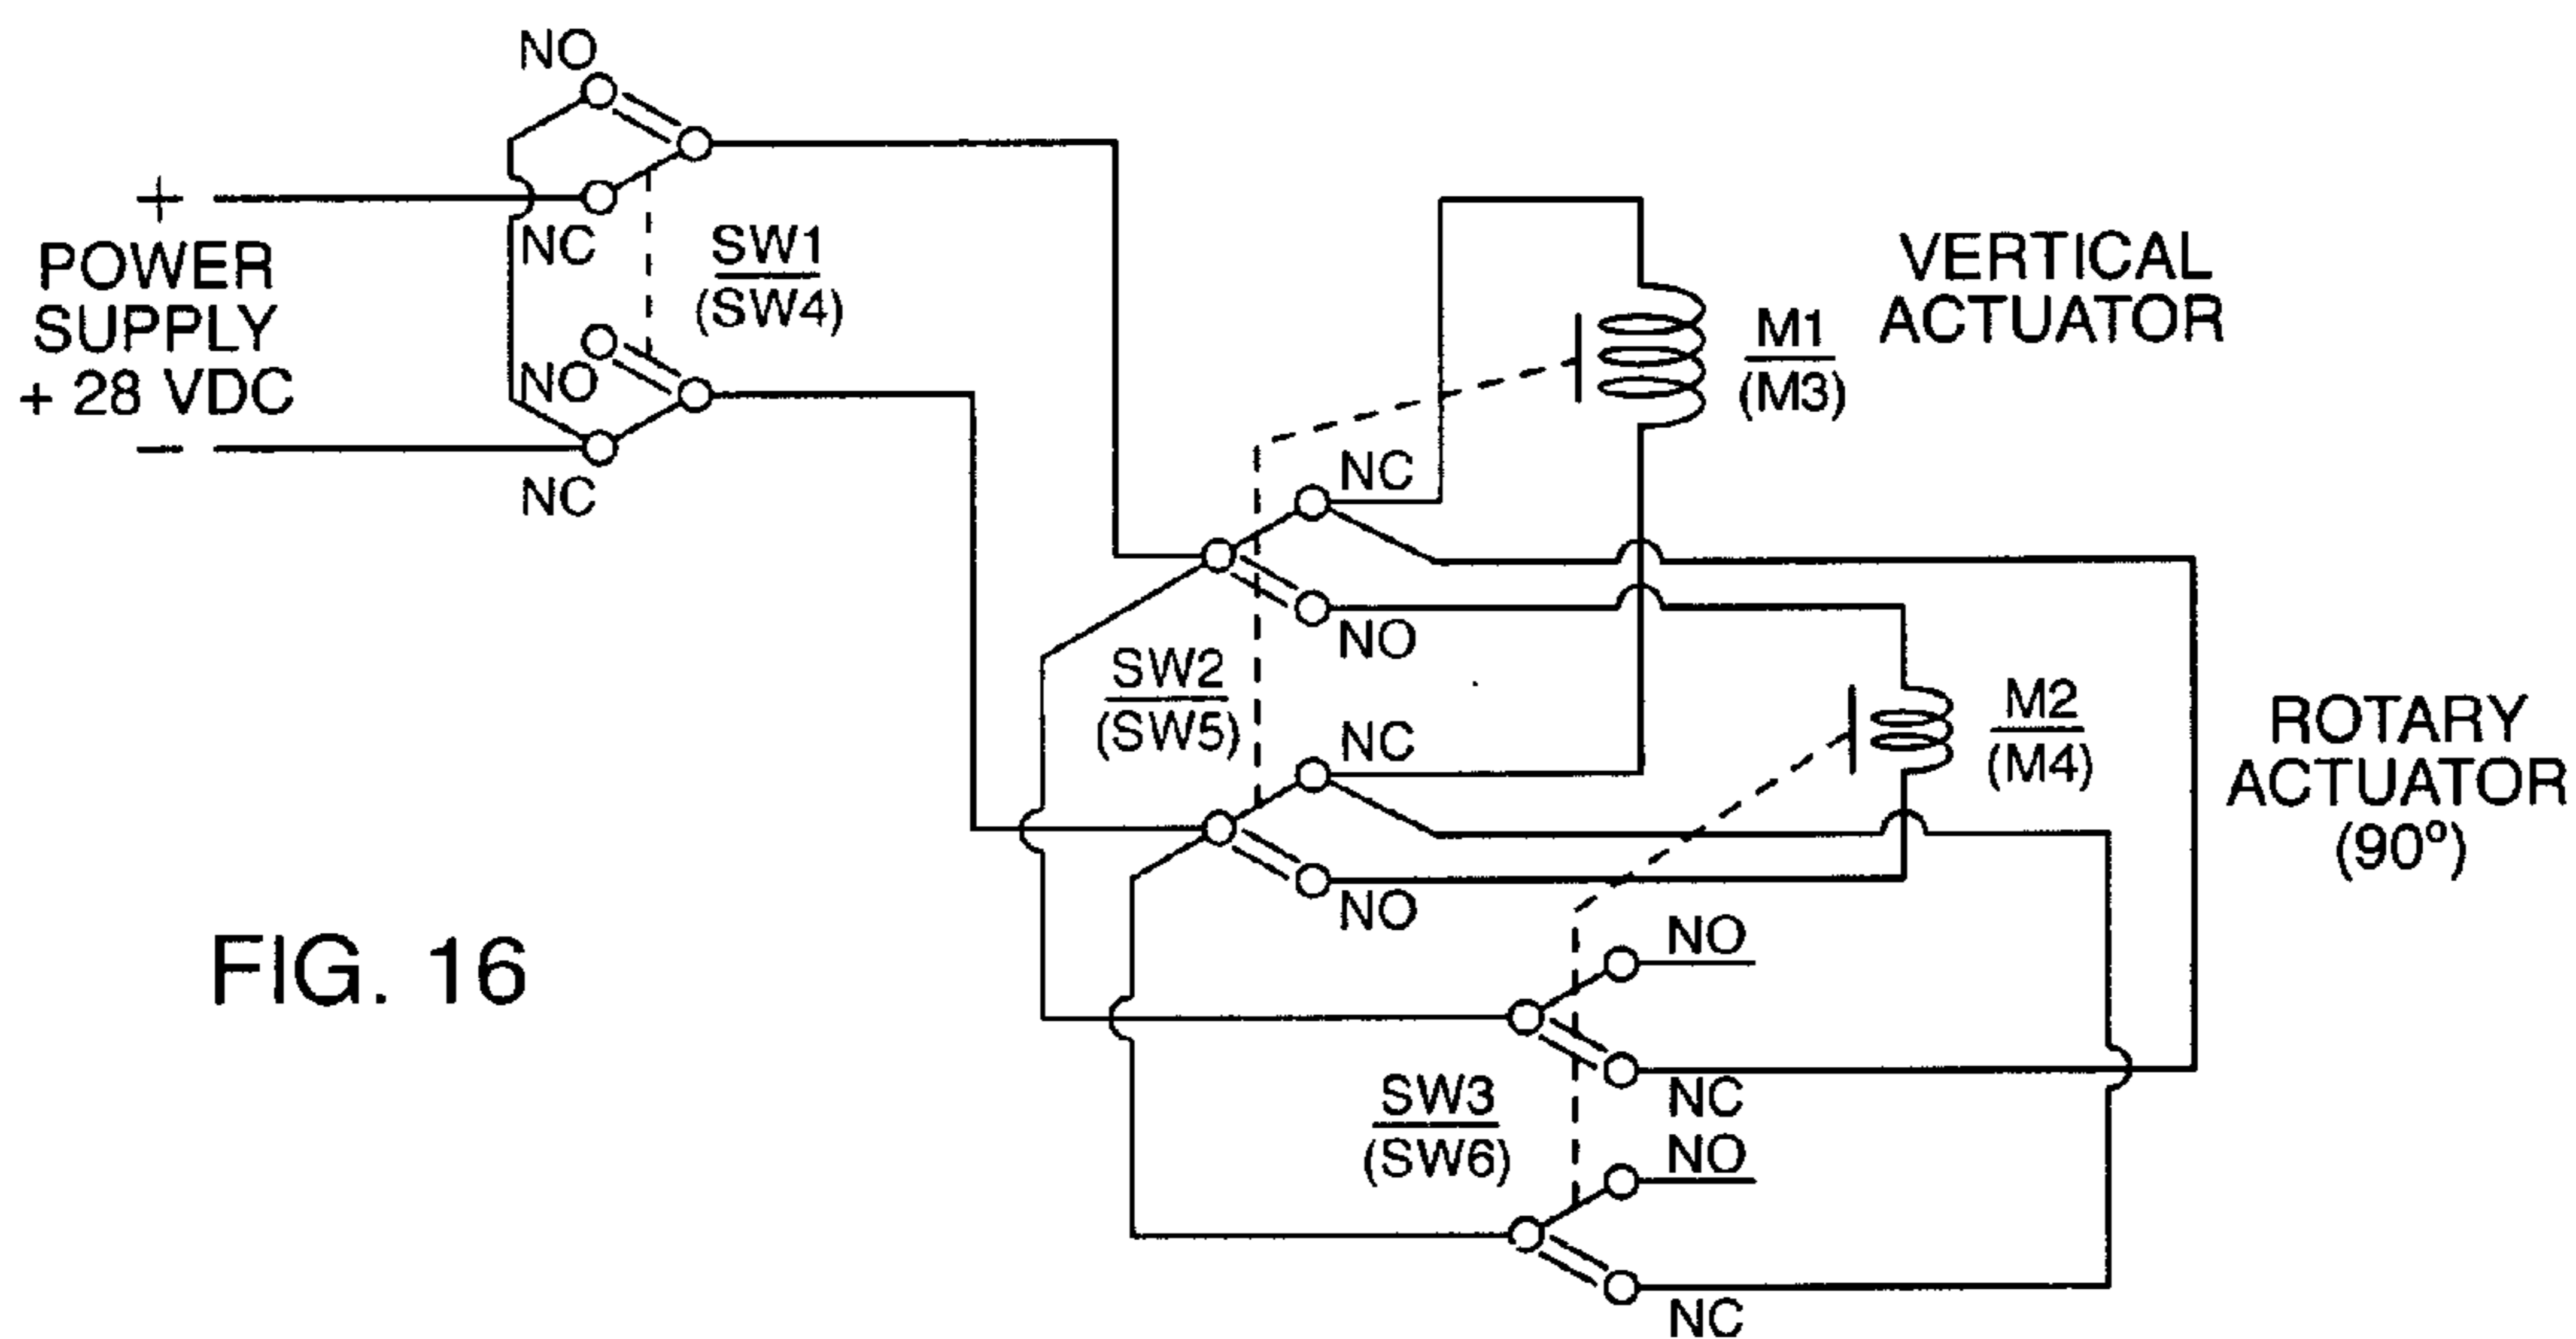 NO
+
NC
POWER
SUPPLY
+ 28 VDC
SW1
(SW4)
NO
−
NC
VERTICAL
ACTUATOR
M1
(M3)
NC
NO
SW2
(SW5)
NC
NO
M2
(M4)
ROTARY
ACTUATOR
(90º)
FIG. 16
NO
NC
SW3
(SW6)
NO
NC